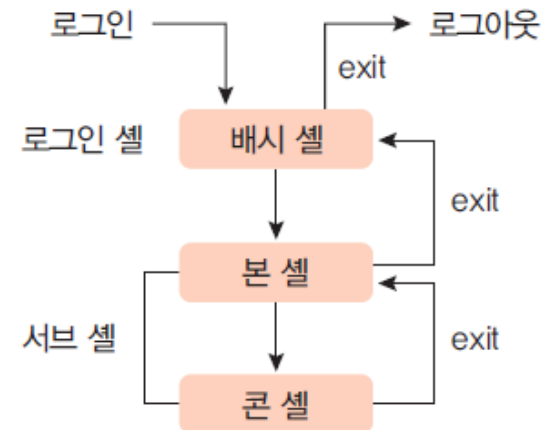 로그인
로그아웃
exit
로그인 셸
배시 셸
exit
본 셸
서브 셸
exit
콘 셸